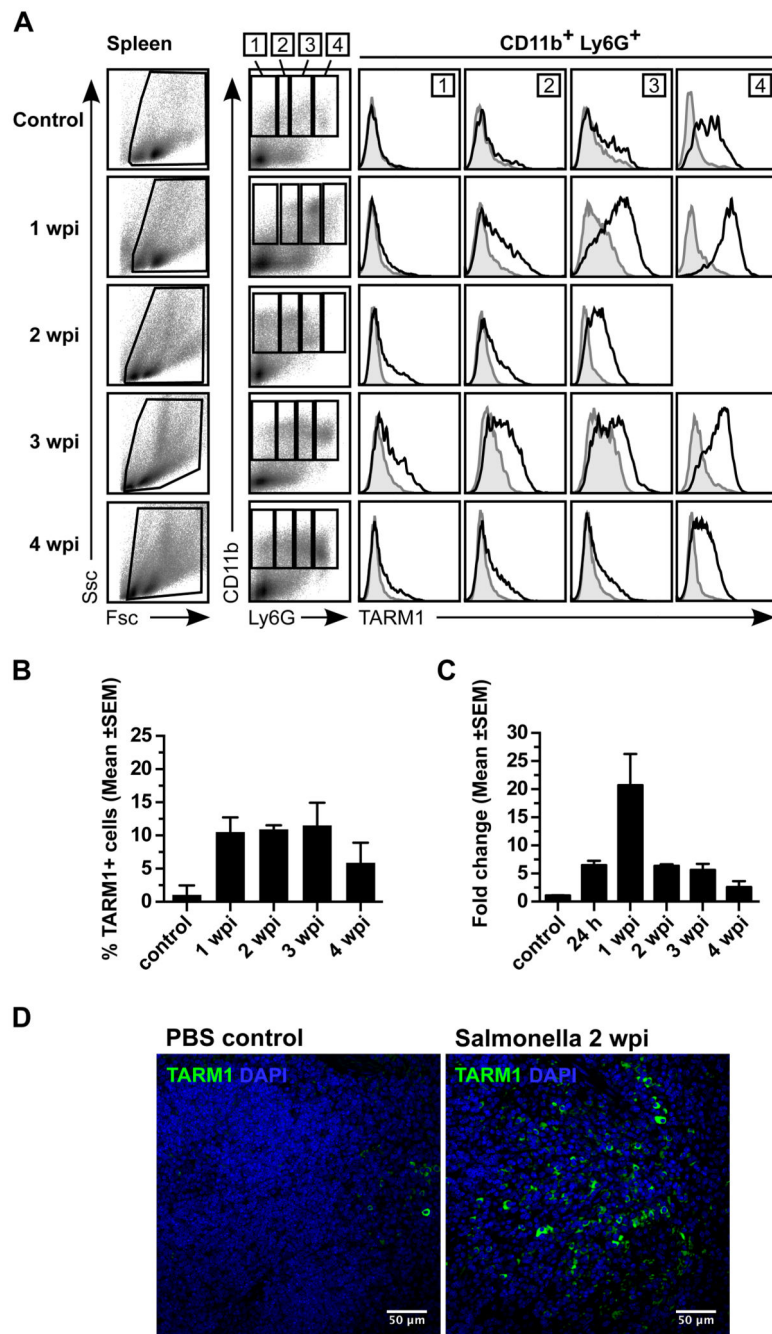 A
Spleen
1 2 3 4
CD11b+ Ly6G+
Control
1 2 3 4
1 wpi
2 wpi
3 wpi
4 wpi
Ssc
CD11b
Fsc
Ly6G
TARM1
B
% TARM1+ cells (Mean ±SEM)
25
20
15
10
5
0
control
1 wpi
2 wpi
3 wpi
4 wpi
C
Fold change (Mean ±SEM)
30
25
20
15
10
5
0
control
24 h
1 wpi
2 wpi
3 wpi
4 wpi
D
PBS control
TARM1 DAPI
50 µm
Salmonella 2 wpi
TARM1 DAPI
50 µm